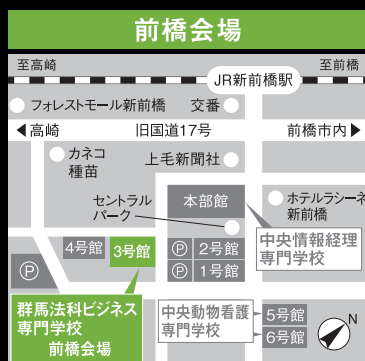 前橋会場
至高崎
至前橋
JR新前橋駅
フォレストモール新前橋
交番
◀高崎
旧国道17号
前橋市内▶
カネコ
種苗
上毛新聞社
セントラル
パーク
本部館
ホテルラシーネ
新前橋
4号館
3号館
P 2号館
P 1号館
中央情報経理
専門学校
P
群馬法科ビジネス
専門学校
前橋会場
中央動物看護
専門学校
5号館
6号館
N